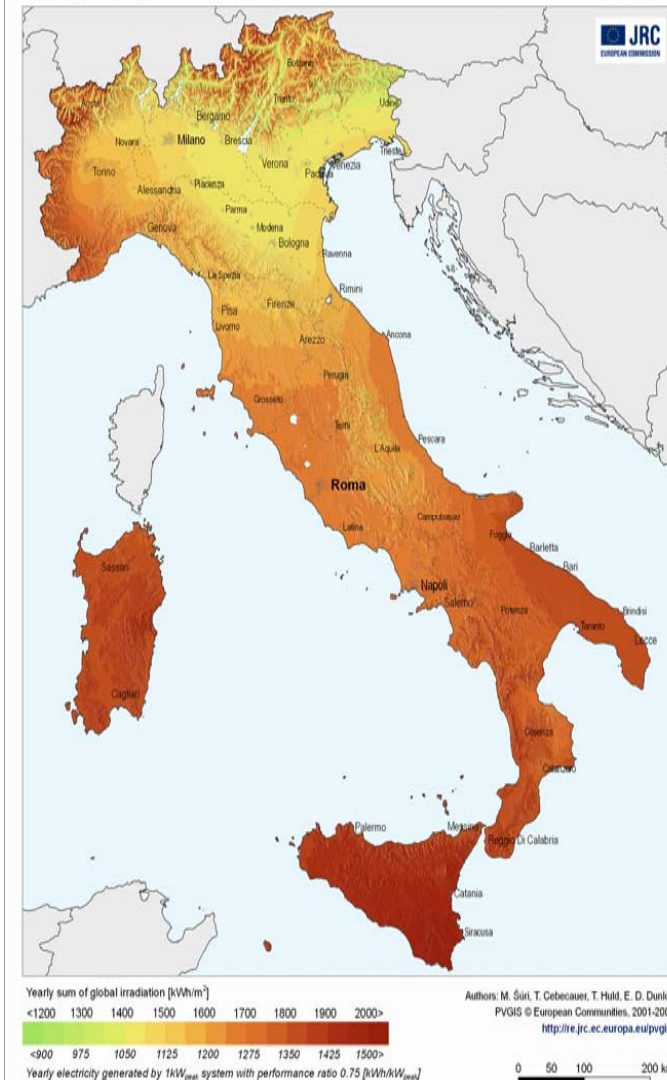 JRC
EUROPEAN COMMISSION
Bolzano
Aosta
Trento
Udine
Bergamo
Novara
Milano
Brescia
Trieste
Verona
Venezia
Padova
Torino
Piacenza
Alessandria
Parma
Modena
Genova
Bologna
Ravenna
La Spezia
Rimini
Firenze
Pisa
Livorno
Ancona
Arezzo
Perugia
Grosseto
Terni
Pescara
L'Aquila
Roma
Campobasso
Latina
Foggia
Barletta
Bari
Sassari
Napoli
Salerno
Potenza
Brindisi
Taranto
Lecce
Cagliari
Cosenza
Catanzaro
Palermo
Messina
Reggio Di Calabria
Catania
Siracusa
Yearly sum of global irradiation [kWh/m²]
<1200 1300 1400 1500 1600 1700 1800 1900 2000>
<900 975 1050 1125 1200 1275 1350 1425 1500>
Yearly electricity generated by 1kWpeak system with performance ratio 0.75 [kWh/kWpeak]
Authors: M. Šúri, T. Cebecauer, T. Huld, E. D. Dunlo
PVGIS © European Communities, 2001-200
http://re.jrc.ec.europa.eu/pvgi
0 50 100 200 k